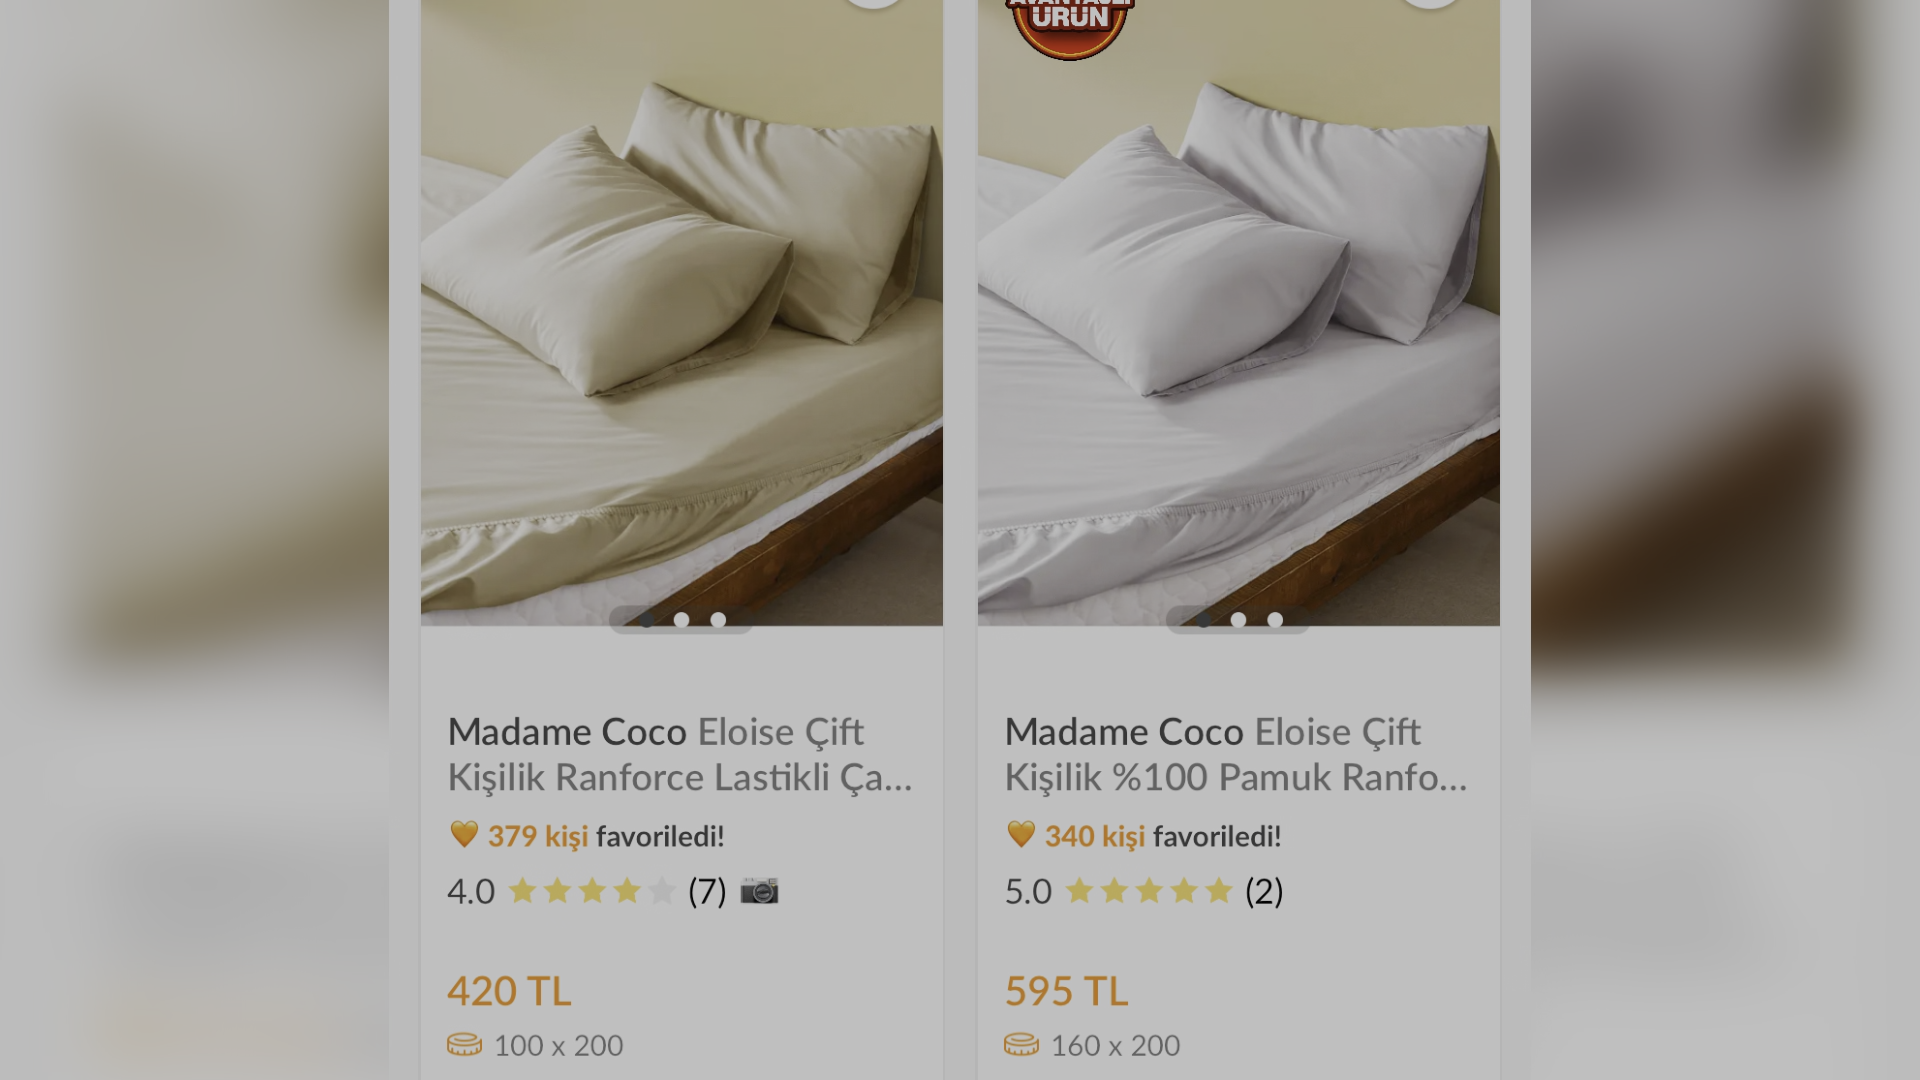 ÜRÜN
Madame Coco Eloise Çift
Kişilik Ranforce Lastikli Ça...
379 kişi favoriledi!
4.0 (7)
420 TL
100 x 200
Madame Coco Eloise Çift
Kişilik %100 Pamuk Ranfo...
340 kişi favoriledi!
5.0 (2)
595 TL
160 x 200